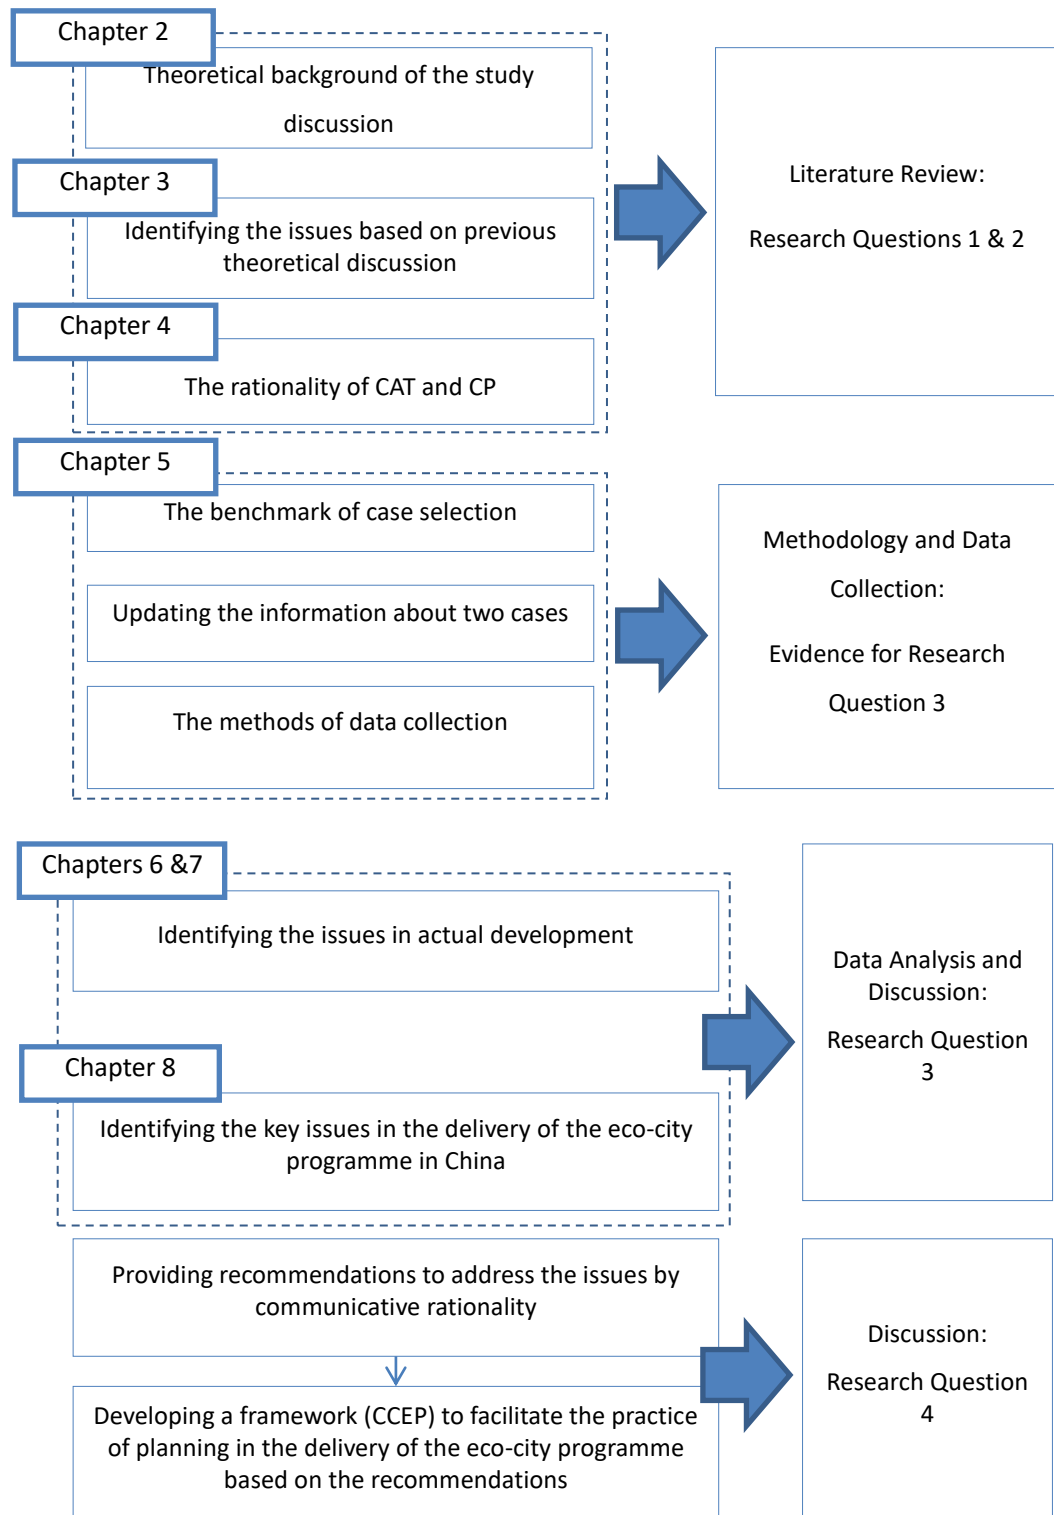 Chapter 2
Theoretical background of the study
discussion
Chapter 3
Identifying the issues based on previous
theoretical discussion
Chapter 4
The rationality of CAT and CP
Literature Review:
Research Questions 1 & 2
Chapter 5
The benchmark of case selection
Updating the information about two cases
The methods of data collection
Methodology and Data
Collection:
Evidence for Research
Question 3
Chapters 6 &7
Identifying the issues in actual development
Chapter 8
Identifying the key issues in the delivery of the eco-city
programme in China
Data Analysis and
Discussion:
Research Question
3
Providing recommendations to address the issues by
communicative rationality
Developing a framework (CCEP) to facilitate the practice
of planning in the delivery of the eco-city programme
based on the recommendations
Discussion:
Research Question
4